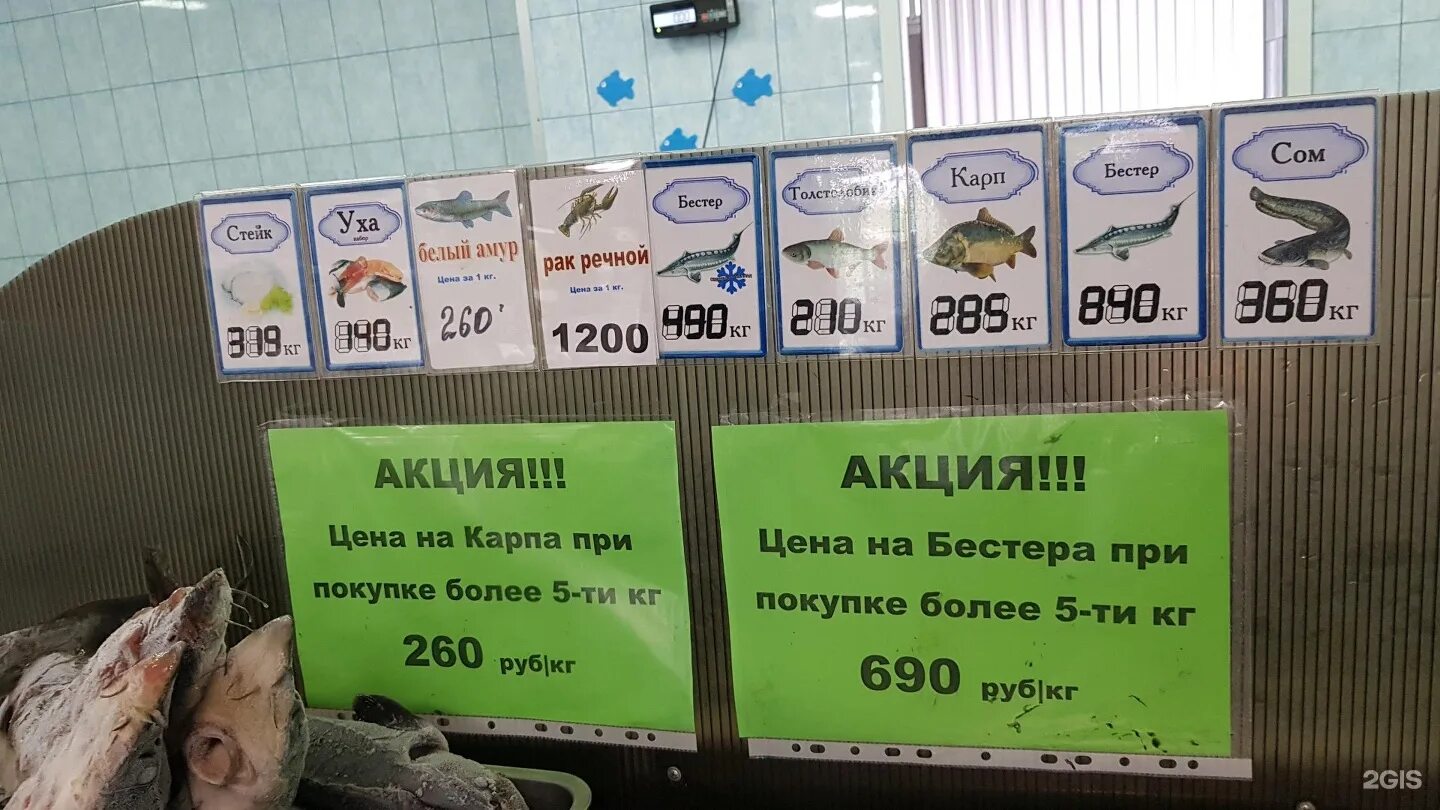 Стейк
кг
Уха
набор
140 кг
белый амур
Цена за 1 кг.
260
рак речной
Цена за 1 кг.
1200
Бестер
490 кг
Толстолобик
210 кг
Карп
285 кг
Бестер
840 кг
Сом
360 кг
АКЦИЯ!!!
Цена на Карпа при
покупке более 5-ти кг
260 руб|кг
АКЦИЯ!!!
Цена на Бестера при
покупке более 5-ти кг
690 руб|кг
2GIS